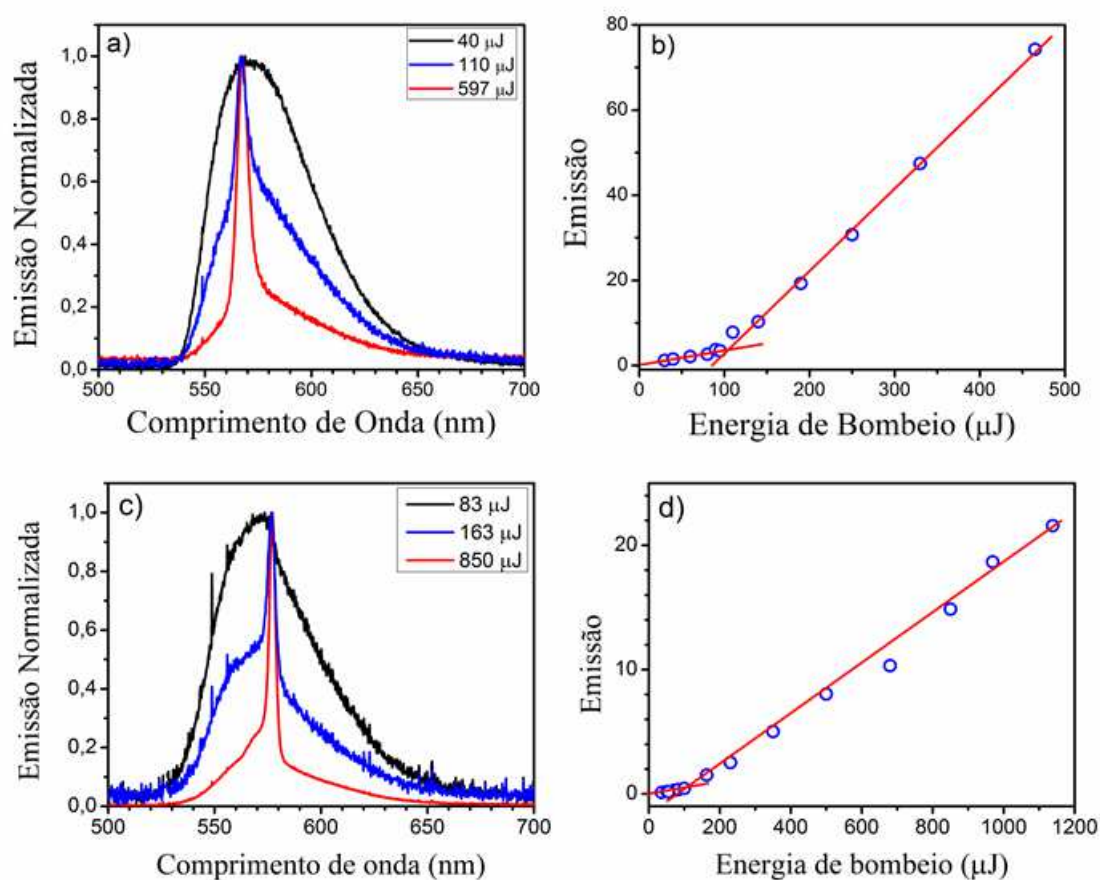 a)
40 µJ
110 µJ
597 µJ
Emissão Normalizada
1,0
0,8
0,6
0,4
0,2
0,0
500 550 600 650 700
Comprimento de Onda (nm)
b)
Emissão
80
60
40
20
0
0 100 200 300 400 500
Energia de Bombeio (µJ)
c)
83 µJ
163 µJ
850 µJ
Emissão Normalizada
1,0
0,8
0,6
0,4
0,2
0,0
500 550 600 650 700
Comprimento de onda (nm)
d)
Emissão
20
10
0
0 200 400 600 800 1000 1200
Energia de bombeio (µJ)